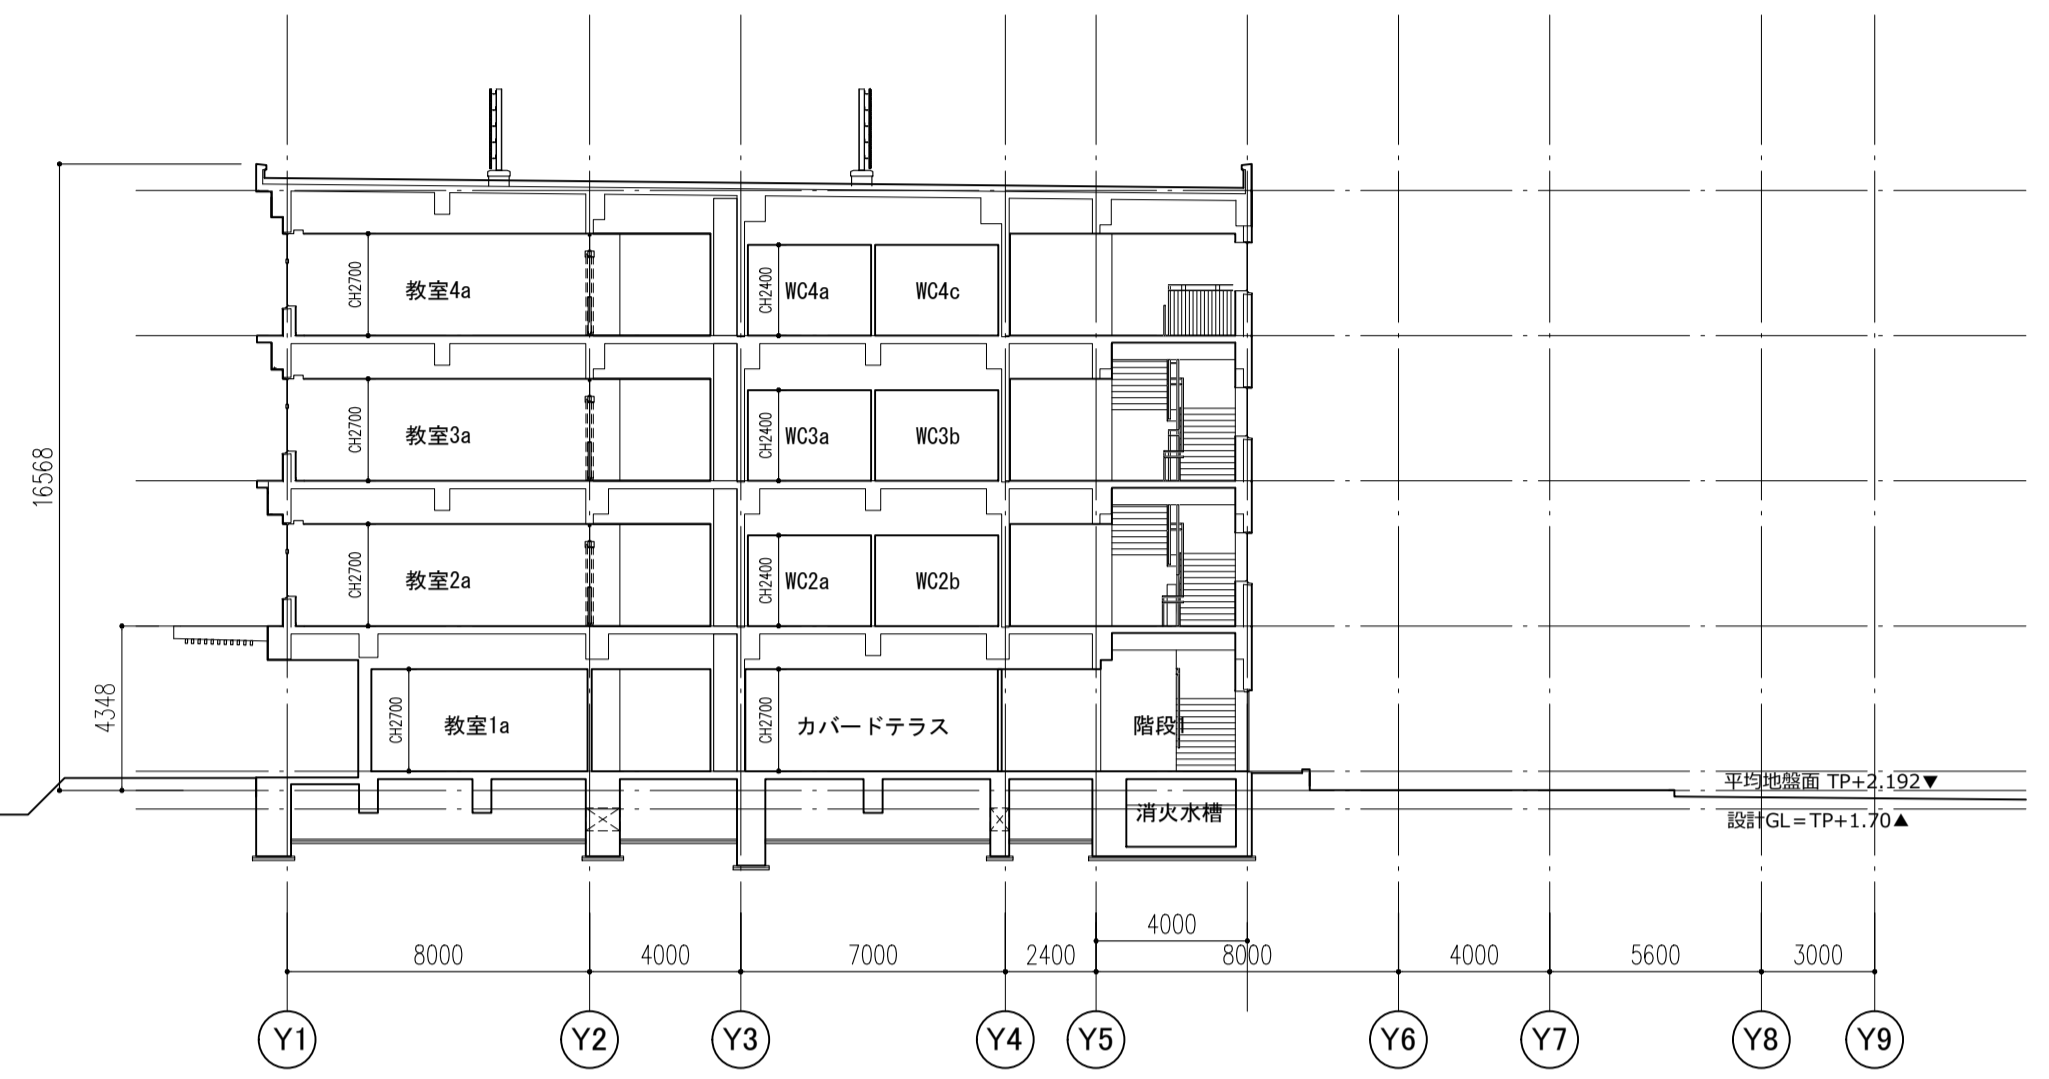 16568
CH2700
教室4a
CH2400
WC4a
WC4c
CH2700
教室3a
CH2400
WC3a
WC3b
CH2700
教室2a
CH2400
WC2a
WC2b
4348
CH2700
教室1a
CH2700
カバードテラス
階段1
平均地盤面 TP+2.192▼
消火水槽
設計GL=TP+1.70▲
4000
8000
4000
7000
2400
8000
4000
5600
3000
Y1
Y2
Y3
Y4
Y5
Y6
Y7
Y8
Y9